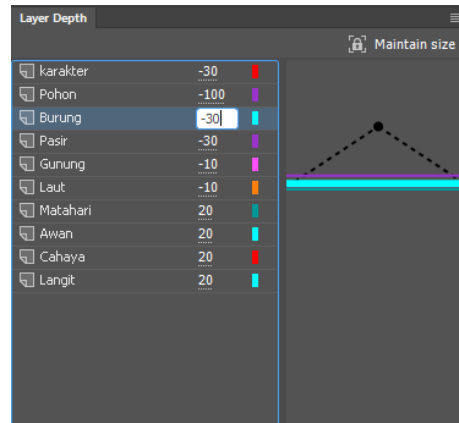 Layer Depth
Maintain size
karakter -30
Pohon -100
Burung -30
Pasir -30
Gunung -10
Laut -10
Matahari 20
Awan 20
Cahaya 20
Langit 20